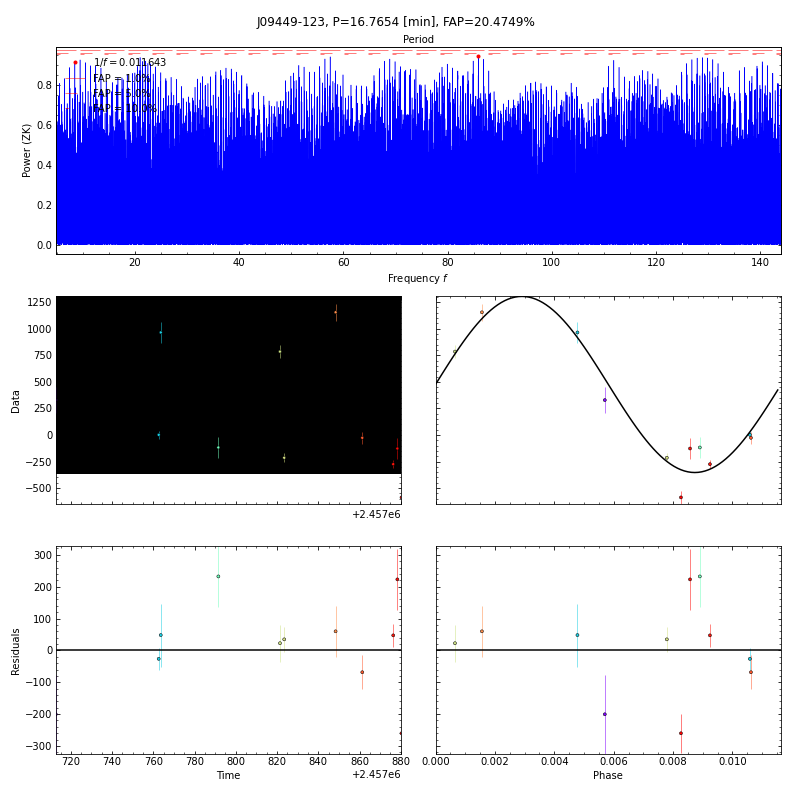 J09449-123, P=16.7654 [min], FAP=20.4749%
Period
1/f = 0.011643
FAP = 1.0%
FAP = 5.0%
FAP = 10.0%
Power (ZK)
0.8
0.6
0.4
0.2
0.0
20 40 60 80 100 120 140
Frequency f
Data
1250
1000
750
500
250
0
−250
−500
+2.457e6
Residuals
300
200
100
0
−100
−200
−300
720 740 760 780 800 820 840 860 880
Time
+2.457e6
0.000 0.002 0.004 0.006 0.008 0.010
Phase